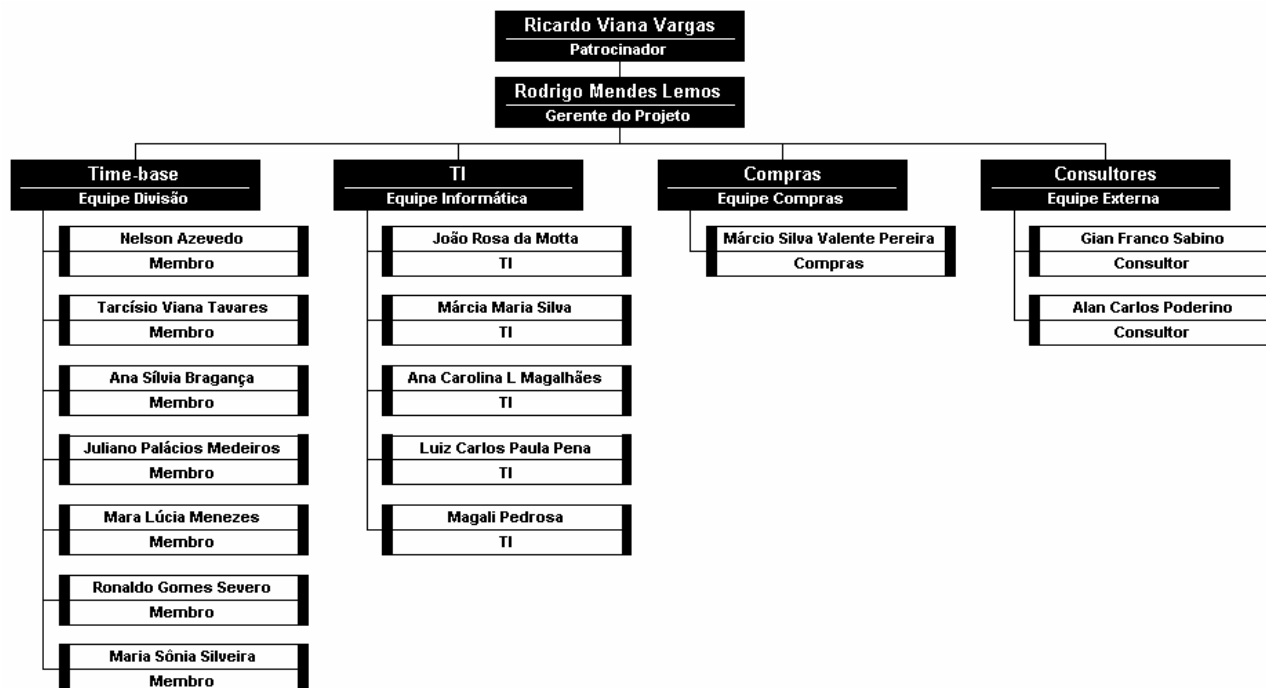 Ricardo Viana Vargas
Patrocinador
Rodrigo Mendes Lemos
Gerente do Projeto
Time-base
Equipe Divisão
Nelson Azevedo
Membro
Tarcísio Viana Tavares
Membro
Ana Sílvia Bragança
Membro
Juliano Palácios Medeiros
Membro
Mara Lúcia Menezes
Membro
Ronaldo Gomes Severo
Membro
Maria Sônia Silveira
Membro
TI
Equipe Informática
João Rosa da Motta
TI
Márcia Maria Silva
TI
Ana Carolina L Magalhães
TI
Luiz Carlos Paula Pena
TI
Magali Pedrosa
TI
Compras
Equipe Compras
Márcio Silva Valente Pereira
Compras
Consultores
Equipe Externa
Gian Franco Sabino
Consultor
Alan Carlos Poderino
Consultor